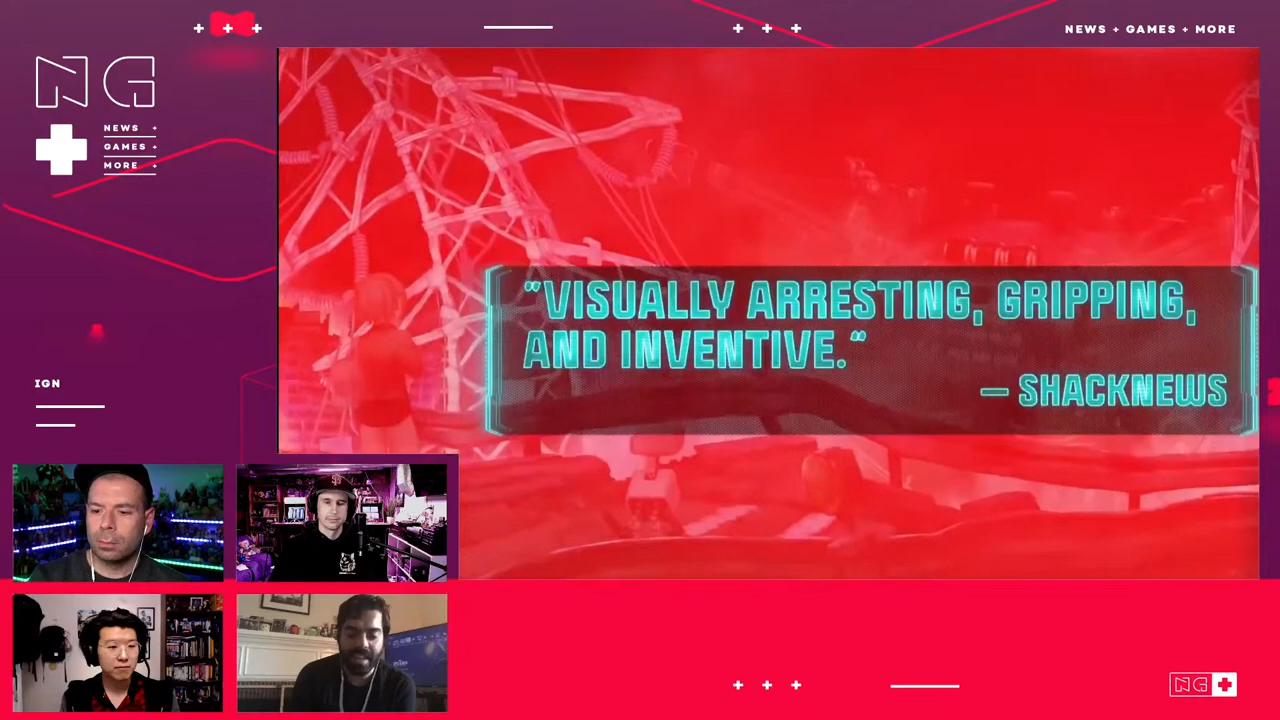 NEWS + GAMES + MORE
NG
NEWS +
GAMES +
MORE +
"VISUALLY ARRESTING, GRIPPING,
AND INVENTIVE."
— SHACKNEWS
IGN
NG+